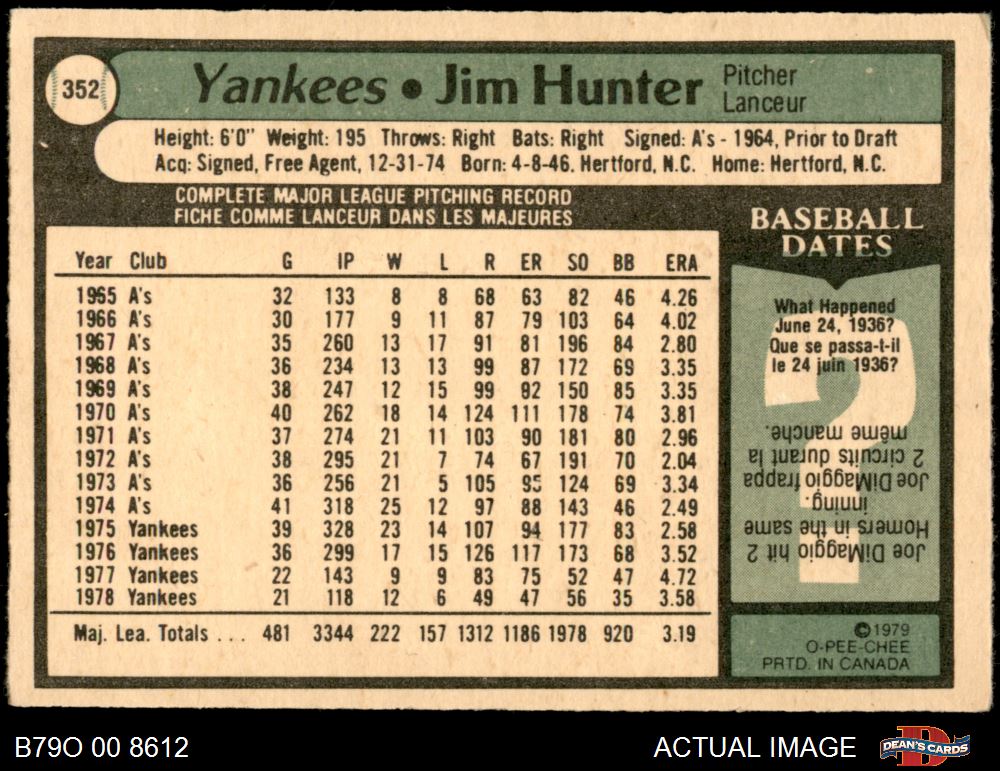 352
Yankees • Jim Hunter Pitcher
Lanceur
Height: 6'0" Weight: 195 Throws: Right Bats: Right Signed: A's - 1964, Prior to Draft
Acq: Signed, Free Agent, 12-31-74 Born: 4-8-46. Hertford, N.C. Home: Hertford, N.C.
COMPLETE MAJOR LEAGUE PITCHING RECORD
FICHE COMME LANCEUR DANS LES MAJEURES
Year Club G IP W L R ER SO BB ERA
1965 A's 32 133 8 8 68 63 82 46 4.26
1966 A's 30 177 9 11 87 79 103 64 4.02
1967 A's 35 260 13 17 91 81 196 84 2.80
1968 A's 36 234 13 13 99 87 172 69 3.35
1969 A's 38 247 12 15 99 92 150 85 3.35
1970 A's 40 262 18 14 124 111 178 74 3.81
1971 A's 37 274 21 11 103 90 181 80 2.96
1972 A's 38 295 21 7 74 67 191 70 2.04
1973 A's 36 256 21 5 105 95 124 69 3.34
1974 A's 41 318 25 12 97 88 143 46 2.49
1975 Yankees 39 328 23 14 107 94 177 83 2.58
1976 Yankees 36 299 17 15 126 117 173 68 3.52
1977 Yankees 22 143 9 9 83 75 52 47 4.72
1978 Yankees 21 118 12 6 49 47 56 35 3.58
Maj. Lea. Totals ... 481 3344 222 157 1312 1186 1978 920 3.19
BASEBALL
DATES
What Happened
June 24, 1936?
Que se passa-t-il
le 24 juin 1936?
Joe DiMaggio hit 2
Homers in the same
inning.
Joe DiMaggio frappa
2 circuits durant la
même manche.
©1979
O-PEE-CHEE
PRTD. IN CANADA
B79O 00 8612
ACTUAL IMAGE
DEAN'S CARDS